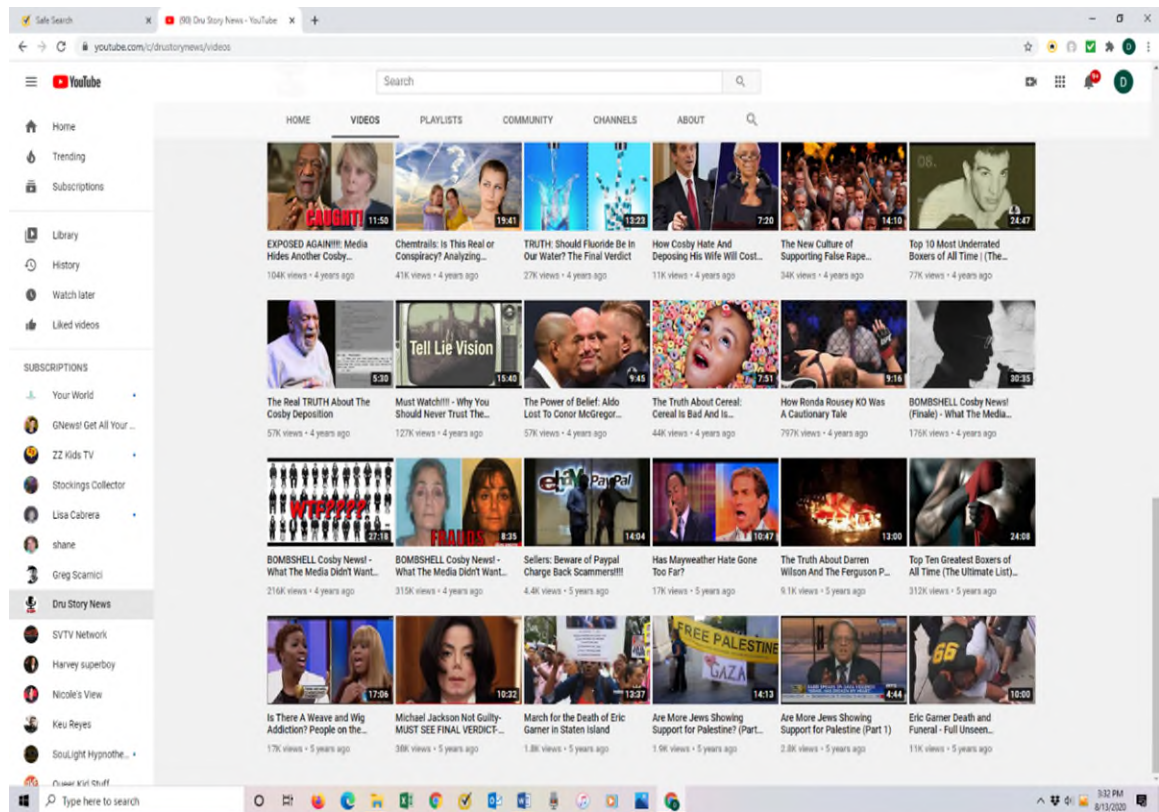 Safe Search
(90) Dru Story News - YouTube
youtube.com/c/drustorynews/videos
YouTube
Search
9+
D
HOME VIDEOS PLAYLISTS COMMUNITY CHANNELS ABOUT
Home
Trending
Subscriptions
Library
History
Watch later
Liked videos
SUBSCRIPTIONS
Your World
GNews! Get All Your ...
ZZ Kids TV
Stockings Collector
Lisa Cabrera
shane
Greg Scarnici
Dru Story News
SVTV Network
Harvey superboy
Nicole's View
Keu Reyes
SouLight Hypnothe...
Queer Kid Stuff
CAUGHT! 11:50
EXPOSED AGAIN!!!!: Media
Hides Another Cosby...
104K views • 4 years ago
19:41
Chemtrails: Is This Real or
Conspiracy? Analyzing...
41K views • 4 years ago
13:23
TRUTH: Should Fluoride Be In
Our Water? The Final Verdict
27K views • 4 years ago
7:20
How Cosby Hate And
Deposing His Wife Will Cost...
11K views • 4 years ago
14:10
The New Culture of
Supporting False Rape...
34K views • 4 years ago
08.
24:47
Top 10 Most Underrated
Boxers of All Time | (The...
77K views • 4 years ago
5:30
The Real TRUTH About The
Cosby Deposition
57K views • 4 years ago
Tell Lie Vision
15:40
Must Watch!!!! - Why You
Should Never Trust The...
127K views • 4 years ago
9:45
The Power of Belief: Aldo
Lost To Conor McGregor...
57K views • 4 years ago
7:51
The Truth About Cereal:
Cereal Is Bad And Is...
44K views • 4 years ago
9:16
How Ronda Rousey KO Was
A Cautionary Tale
797K views • 4 years ago
30:35
BOMBSHELL Cosby News!
(Finale) - What The Media...
176K views • 4 years ago
WTF????
27:18
BOMBSHELL Cosby News! -
What The Media Didn't Want...
216K views • 4 years ago
FRAUDS 8:35
BOMBSHELL Cosby News! -
What The Media Didn't Want...
315K views • 4 years ago
ebay PayPal
14:04
Sellers: Beware of Paypal
Charge Back Scammers!!!!
4.4K views • 5 years ago
10:47
Has Mayweather Hate Gone
Too Far?
17K views • 5 years ago
13:00
The Truth About Darren
Wilson And The Ferguson P...
9.1K views • 5 years ago
24:08
Top Ten Greatest Boxers of
All Time (The Ultimate List)...
312K views • 5 years ago
17:06
Is There A Weave and Wig
Addiction? People on the...
17K views • 5 years ago
10:32
Michael Jackson Not Guilty-
MUST SEE FINAL VERDICT-...
38K views • 5 years ago
13:37
March for the Death of Eric
Garner in Staten Island
1.8K views • 5 years ago
FREE PALESTINE
GAZA
14:13
Are More Jews Showing
Support for Palestine? (Part...
1.9K views • 5 years ago
4:44
Are More Jews Showing
Support for Palestine (Part 1)
2.8K views • 5 years ago
66
10:00
Eric Garner Death and
Funeral - Full Unseen...
11K views • 5 years ago
Type here to search
3:32 PM
8/13/2020